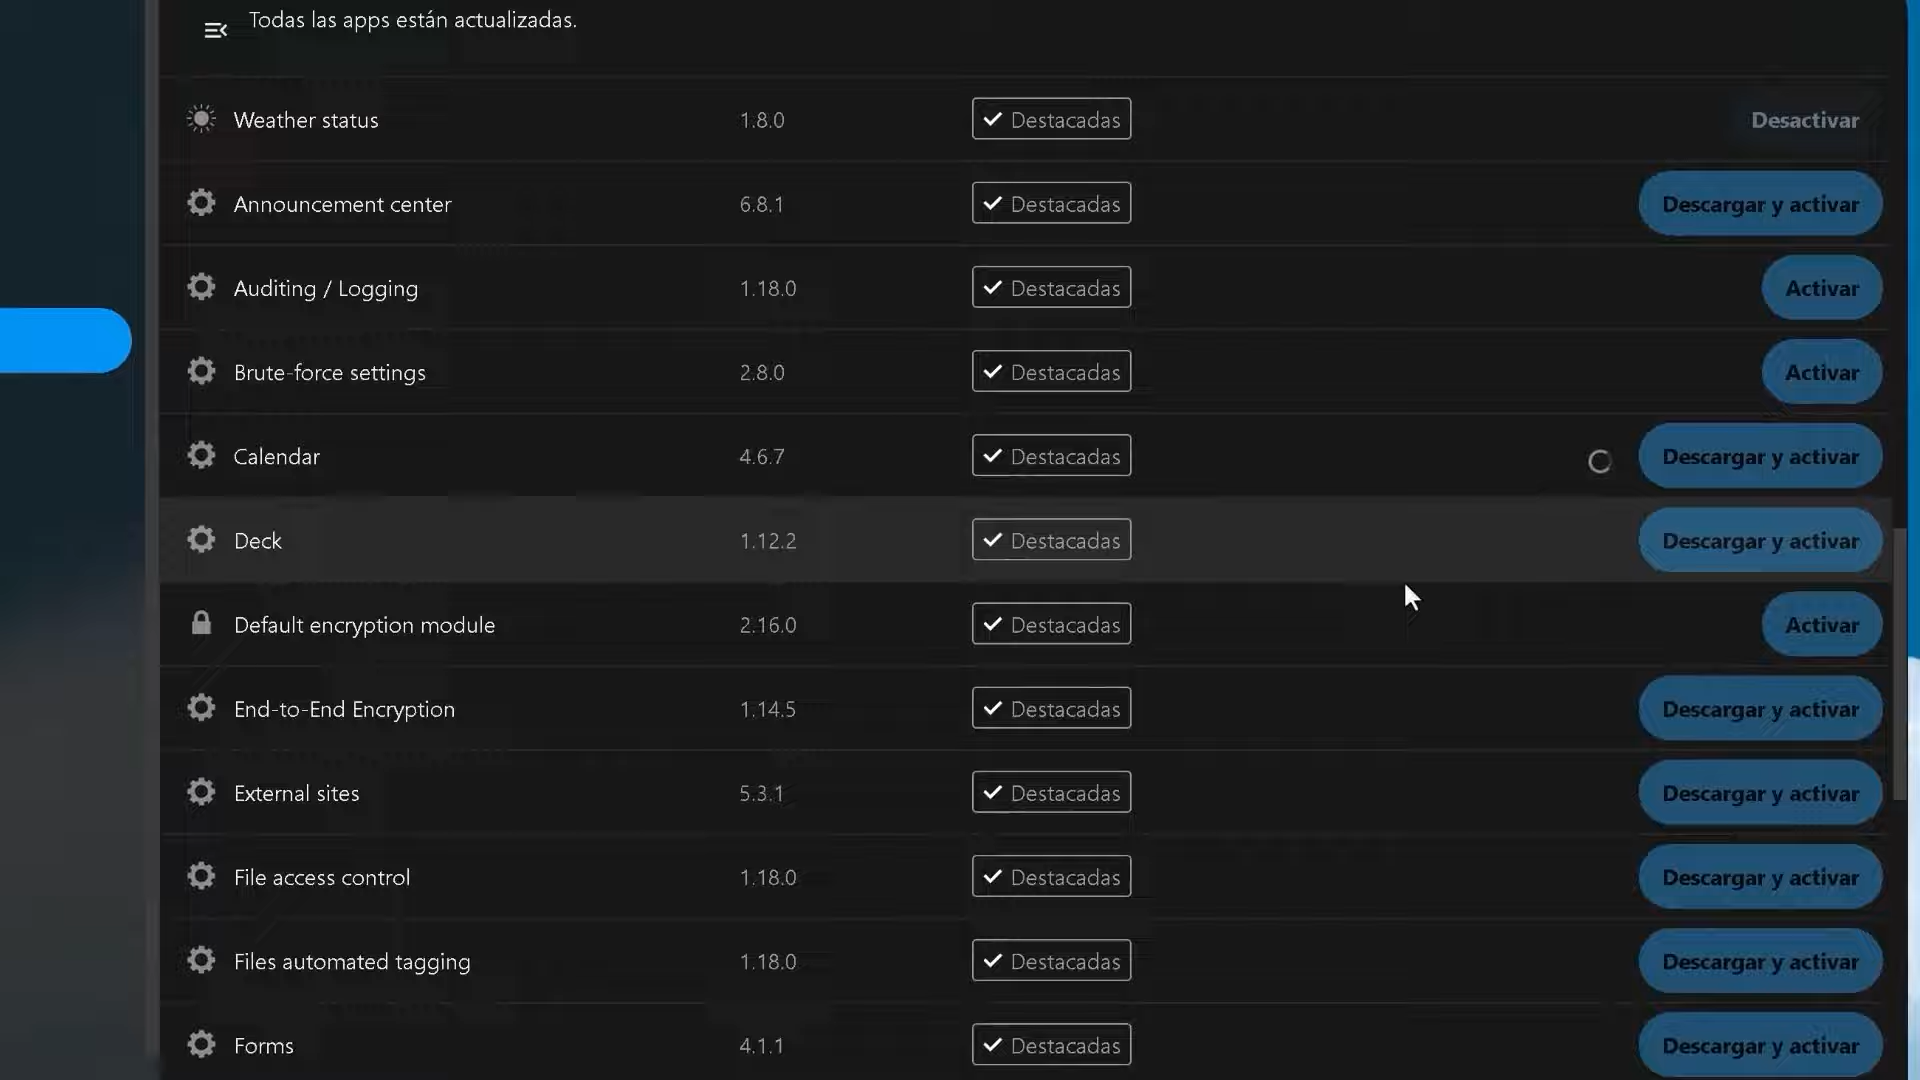 Todas las apps están actualizadas.
Weather status 1.8.0 Destacadas Desactivar
Announcement center 6.8.1 Destacadas Descargar y activar
Auditing / Logging 1.18.0 Destacadas Activar
Brute-force settings 2.8.0 Destacadas Activar
Calendar 4.6.7 Destacadas Descargar y activar
Deck 1.12.2 Destacadas Descargar y activar
Default encryption module 2.16.0 Destacadas Activar
End-to-End Encryption 1.14.5 Destacadas Descargar y activar
External sites 5.3.1 Destacadas Descargar y activar
File access control 1.18.0 Destacadas Descargar y activar
Files automated tagging 1.18.0 Destacadas Descargar y activar
Forms 4.1.1 Destacadas Descargar y activar